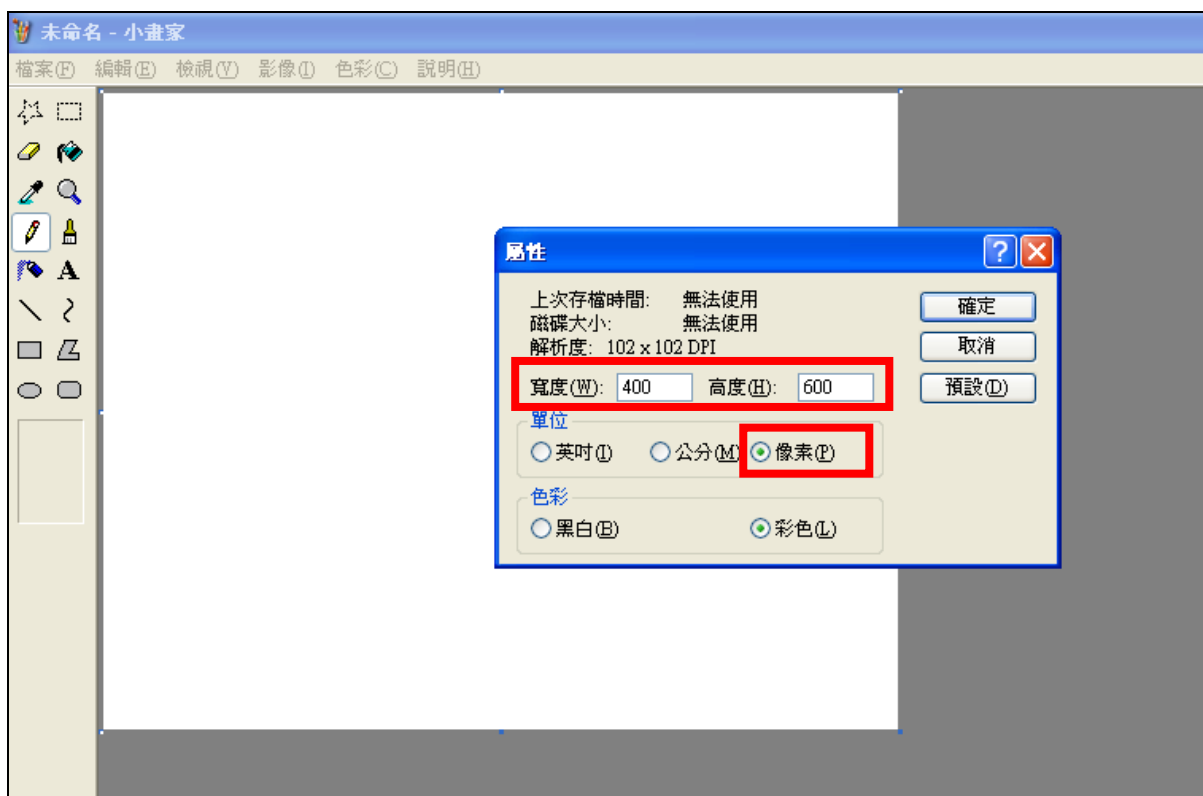 未命名 - 小畫家
檔案(F) 編輯(E) 檢視(V) 影像(I) 色彩(C) 說明(H)
A
屬性
上次存檔時間: 無法使用
確定
磁碟大小: 無法使用
解析度: 102 x 102 DPI
取消
寬度(W): 400 高度(H): 600
預設(D)
單位
英吋(I) 公分(M) 像素(P)
色彩
黑白(B) 彩色(L)